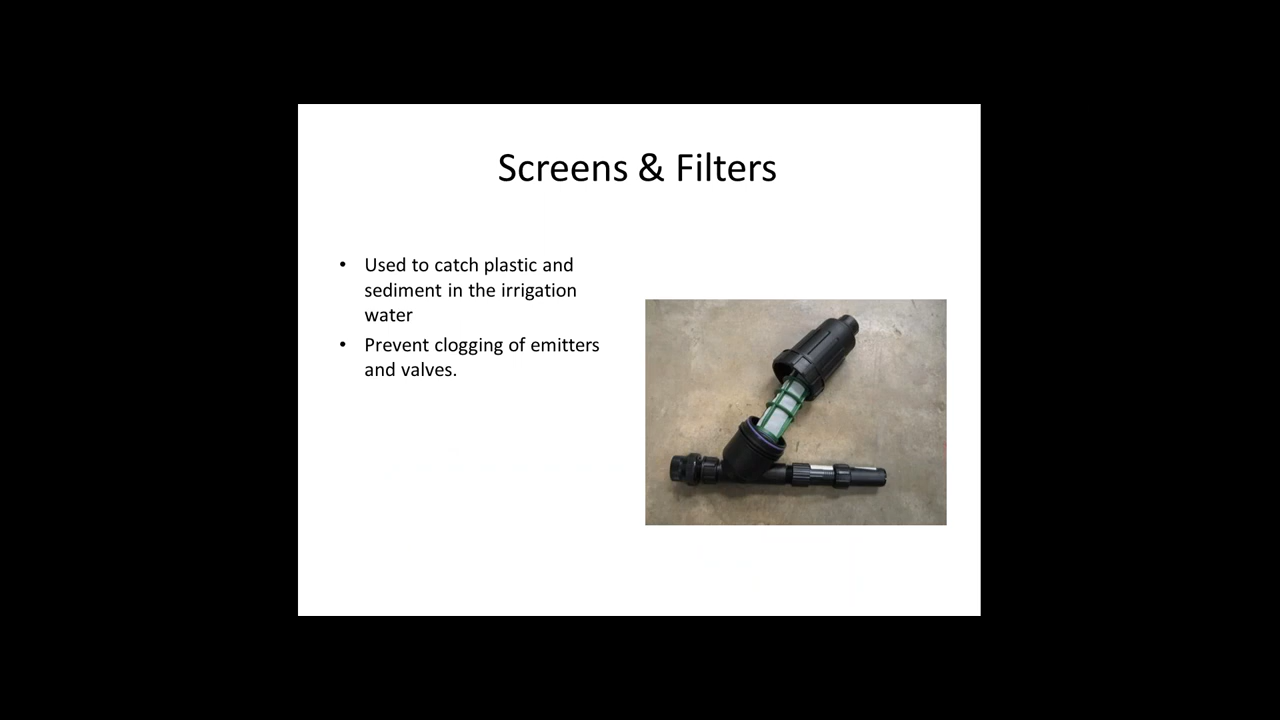 Screens & Filters
• Used to catch plastic and
sediment in the irrigation
water
• Prevent clogging of emitters
and valves.